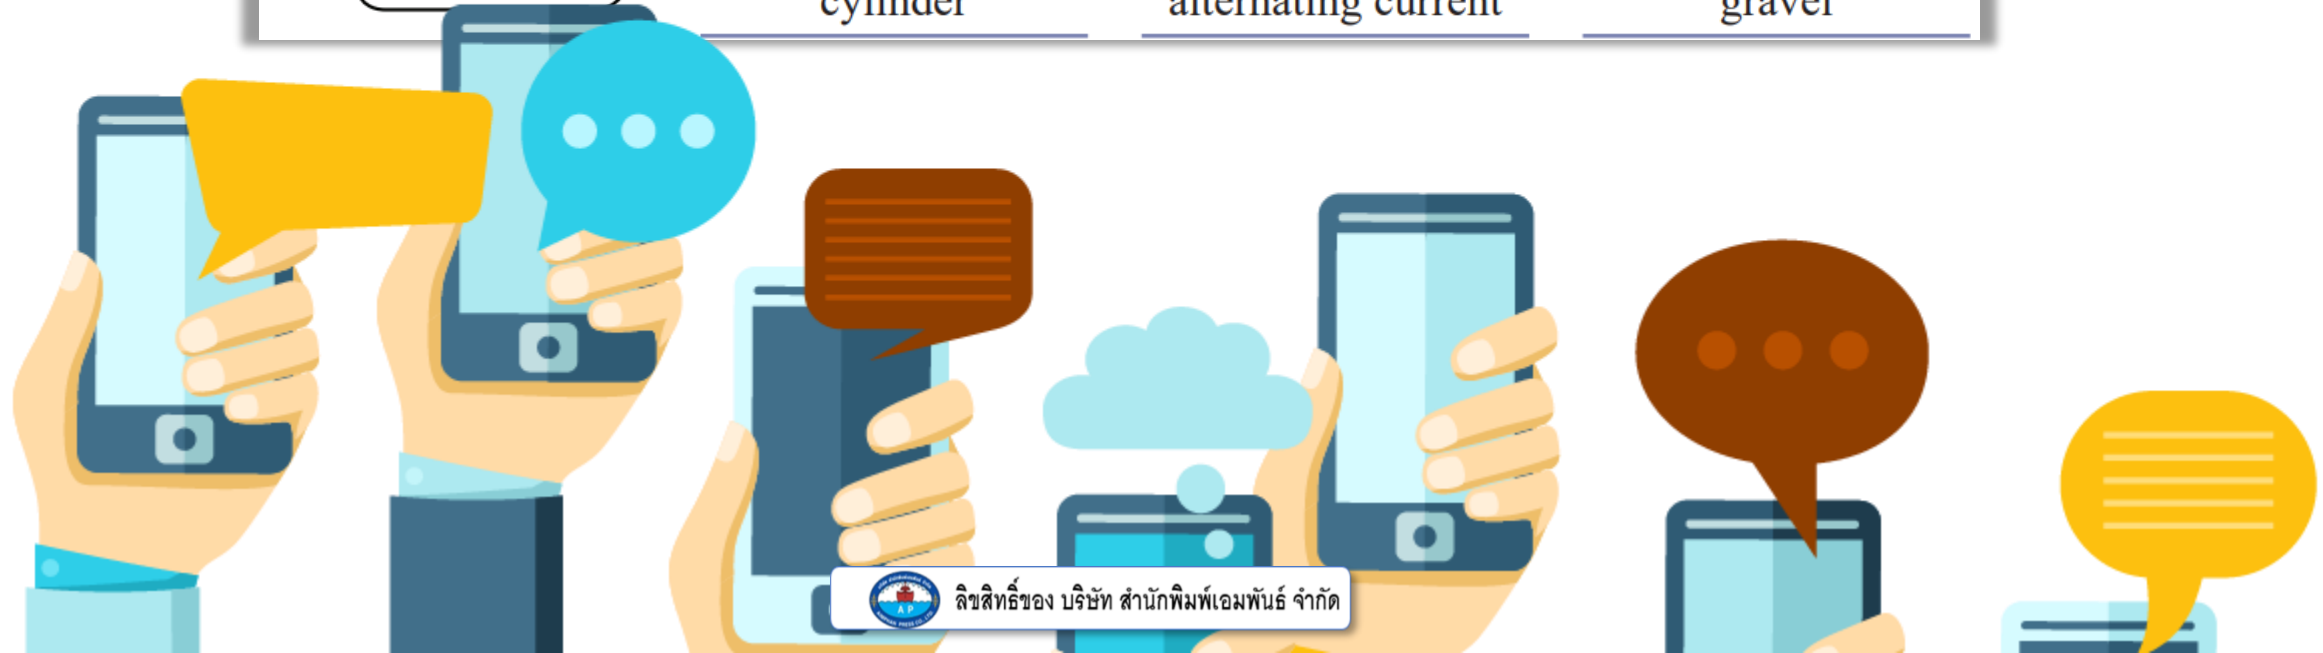 cylinder alternating current gravel
ลิขสิทธิ์ของ บริษัท สำนักพิมพ์เอมพันธ์ จำกัด
A P